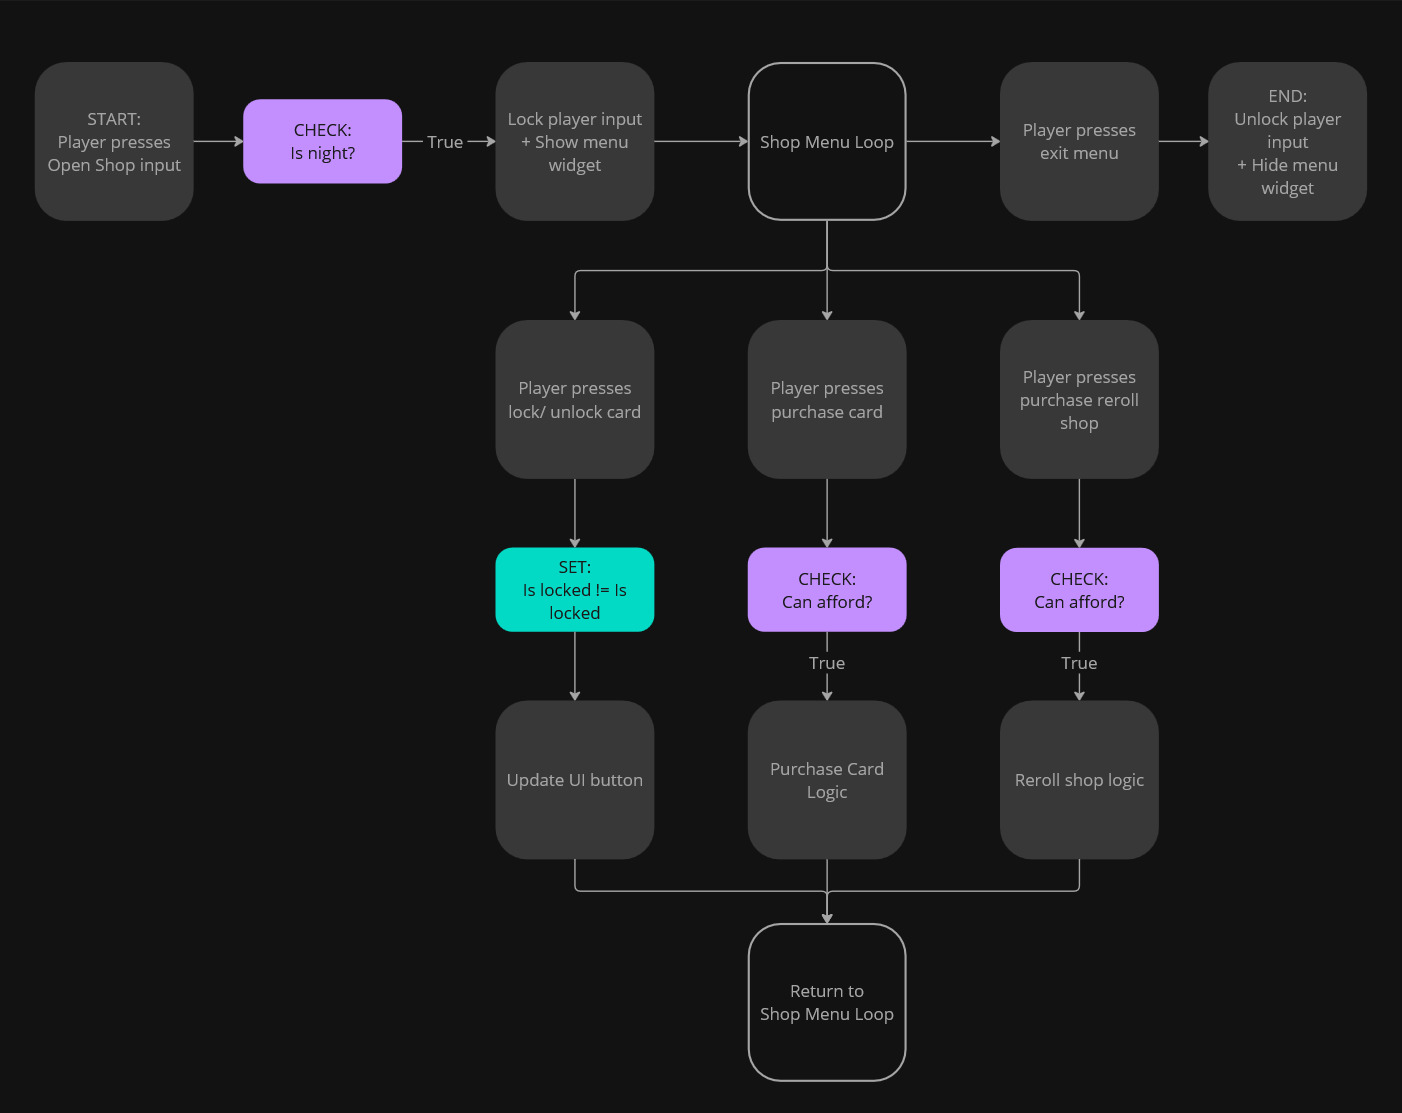 START:
Player presses
Open Shop input
CHECK:
Is night?
True
Lock player input
+ Show menu
widget
Shop Menu Loop
Player presses
exit menu
END:
Unlock player
input
+ Hide menu
widget
Player presses
lock/ unlock card
Player presses
purchase card
Player presses
purchase reroll
shop
SET:
Is locked != Is
locked
CHECK:
Can afford?
CHECK:
Can afford?
True
True
Update UI button
Purchase Card
Logic
Reroll shop logic
Return to
Shop Menu Loop